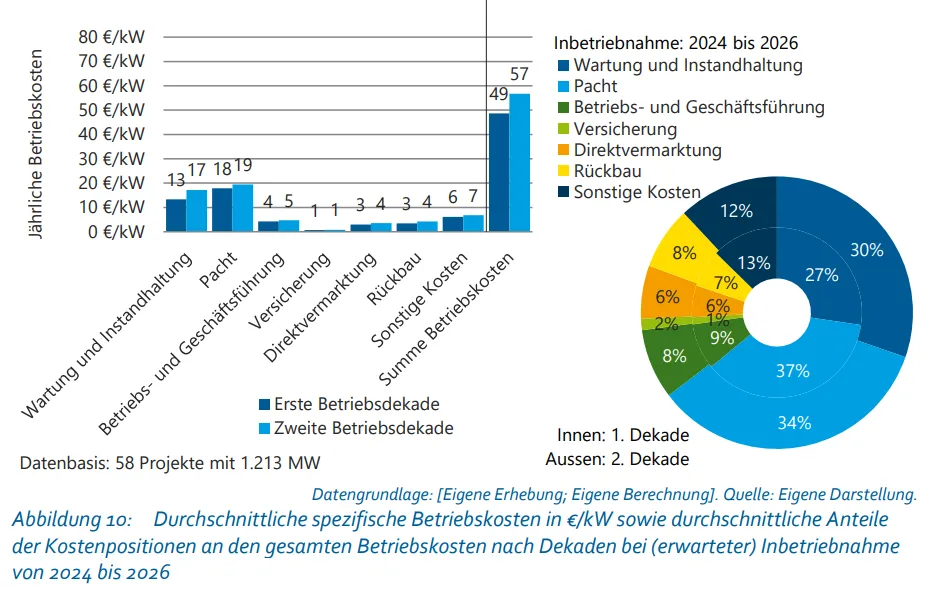 80 €/kW
70 €/kW
60 €/kW
50 €/kW
40 €/kW
30 €/kW
20 €/kW
10 €/kW
0 €/kW
Jährliche Betriebskosten
13 17 18 19 4 5 1 1 3 4 3 4 6 7 49 57
Wartung und Instandhaltung
Pacht
Betriebs- und Geschäftsführung
Versicherung
Direktvermarktung
Rückbau
Sonstige Kosten
Summe Betriebskosten
Erste Betriebsdekade
Zweite Betriebsdekade
Datenbasis: 58 Projekte mit 1.213 MW
Inbetriebnahme: 2024 bis 2026
Wartung und Instandhaltung
Pacht
Betriebs- und Geschäftsführung
Versicherung
Direktvermarktung
Rückbau
Sonstige Kosten
12%
30%
13%
27%
8%
7%
6%
6%
2%
1%
8%
9%
37%
34%
Innen: 1. Dekade
Aussen: 2. Dekade
Datengrundlage: [Eigene Erhebung; Eigene Berechnung]. Quelle: Eigene Darstellung.
Abbildung 10: Durchschnittliche spezifische Betriebskosten in €/kW sowie durchschnittliche Anteile
der Kostenpositionen an den gesamten Betriebskosten nach Dekaden bei (erwarteter) Inbetriebnahme
von 2024 bis 2026